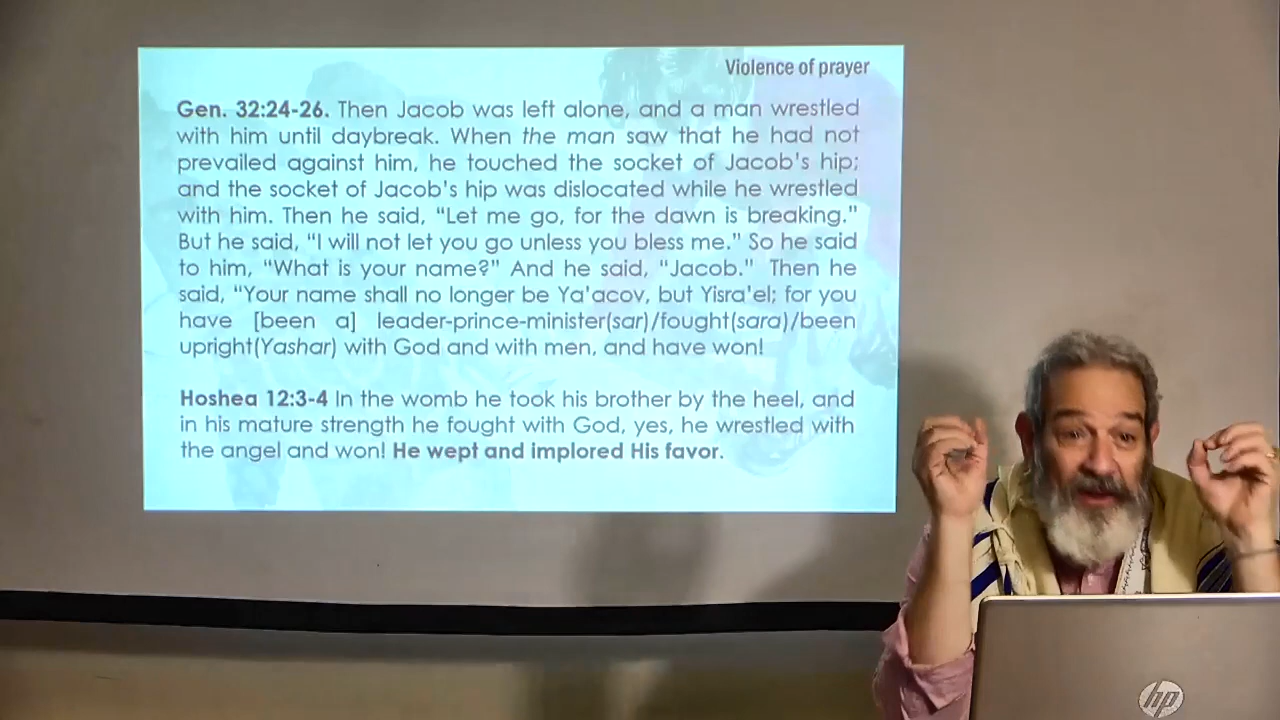 Violence of prayer
Gen. 32:24-26. Then Jacob was left alone, and a man wrestled
with him until daybreak. When the man saw that he had not
prevailed against him, he touched the socket of Jacob's hip;
and the socket of Jacob's hip was dislocated while he wrestled
with him. Then he said, “Let me go, for the dawn is breaking.”
But he said, “I will not let you go unless you bless me.” So he said
to him, “What is your name?” And he said, “Jacob.” Then he
said, “Your name shall no longer be Ya'acov, but Yisra'el; for you
have [been a] leader-prince-minister(sar)/fought(sara)/been
upright(Yashar) with God and with men, and have won!
Hoshea 12:3-4 In the womb he took his brother by the heel, and
in his mature strength he fought with God, yes, he wrestled with
the angel and won! He wept and implored His favor.
hp